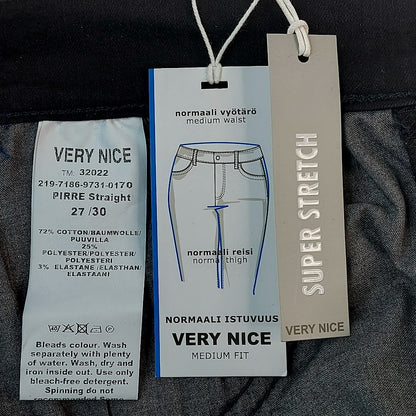 VERY NICE
TM: 32022
219-7186-9731-0170
PIRRE Straight
27 /30
72% COTTON/BAUMWOLLE/
PUUVILLA
25%
POLYESTER/POLYESTER/
POLYESTERI
3% ELASTANE /ELASTHAN/
ELASTAANI
Bleads colour. Wash
separately with plenty
of water. Wash, dry and
iron inside out. Use only
bleach-free detergent.
Spinning do not
recommended Some
normaali vyötärö
medium waist
normaali reisi
normal thigh
NORMAALI ISTUVUUS
VERY NICE
MEDIUM FIT
SUPER STRETCH
VERY NICE